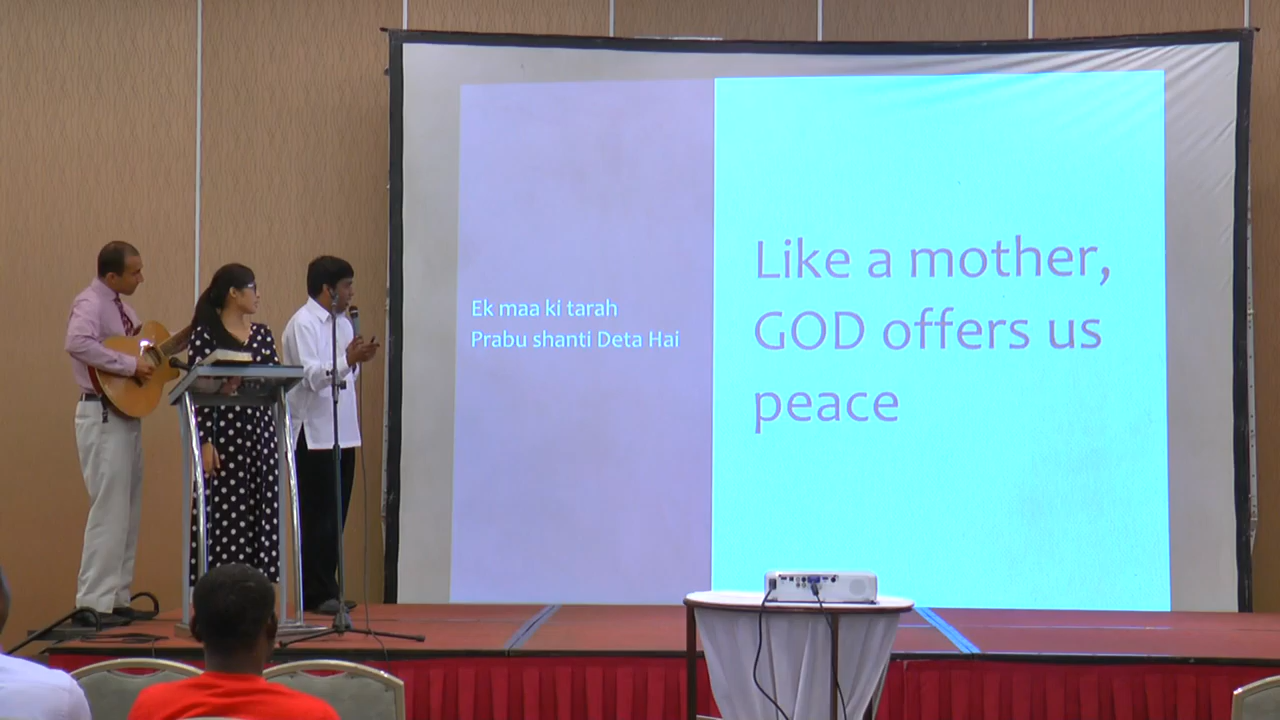 Ek maa ki tarah
Prabu shanti Deta Hai
Like a mother,
GOD offers us
peace